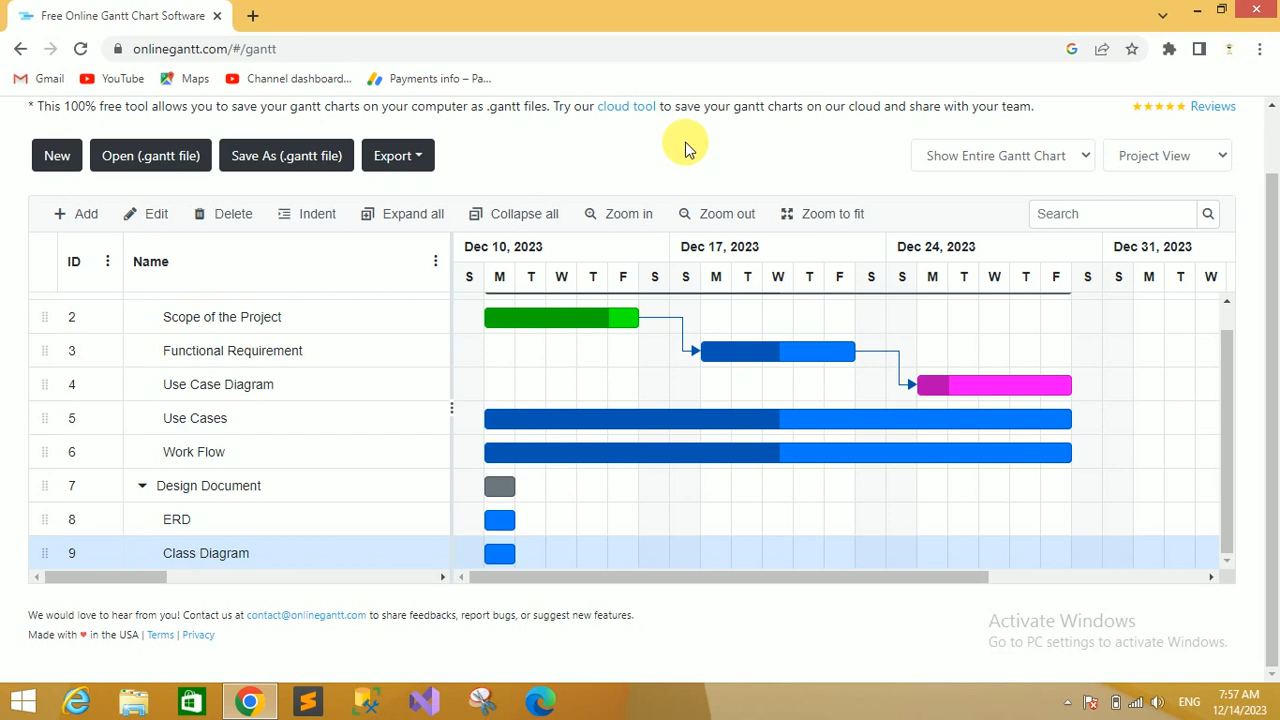 Free Online Gantt Chart Software
onlinegantt.com/#/gantt
Gmail YouTube Maps Channel dashboard... Payments info – Pa...
* This 100% free tool allows you to save your gantt charts on your computer as .gantt files. Try our cloud tool to save your gantt charts on our cloud and share with your team. Reviews
New Open (.gantt file) Save As (.gantt file) Export Show Entire Gantt Chart Project View
Add Edit Delete Indent Expand all Collapse all Zoom in Zoom out Zoom to fit Search
Dec 10, 2023 Dec 17, 2023 Dec 24, 2023 Dec 31, 2023
ID Name
S M T W T F S S M T W T F S S M T W T F S S M T W
2 Scope of the Project
3 Functional Requirement
4 Use Case Diagram
5 Use Cases
6 Work Flow
7 Design Document
8 ERD
9 Class Diagram
We would love to hear from you! Contact us at contact@onlinegantt.com to share feedbacks, report bugs, or suggest new features.
Made with ♥ in the USA | Terms | Privacy
Activate Windows
Go to PC settings to activate Windows.
ENG
7:57 AM
12/14/2023